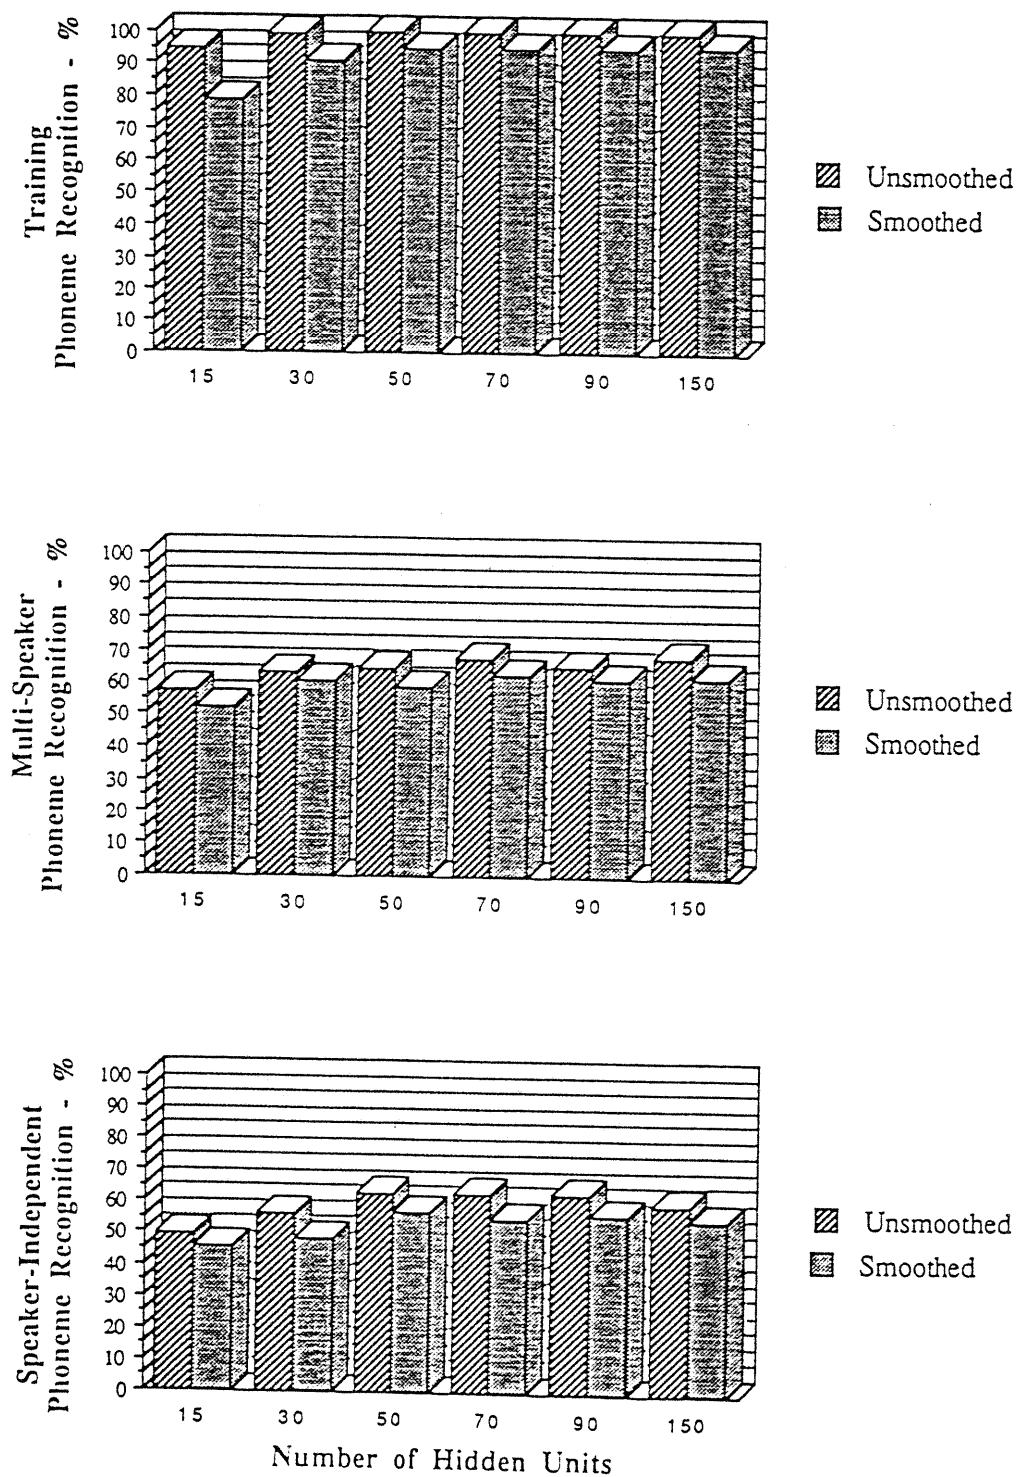 Training
Phoneme Recognition - %
100
90
80
70
60
50
40
30
20
10
0
15 30 50 70 90 150
Unsmoothed
Smoothed
Multi-Speaker
Phoneme Recognition - %
100
90
80
70
60
50
40
30
20
10
0
15 30 50 70 90 150
Unsmoothed
Smoothed
Speaker-Independent
Phoneme Recognition - %
100
90
80
70
60
50
40
30
20
10
0
15 30 50 70 90 150
Unsmoothed
Smoothed
Number of Hidden Units